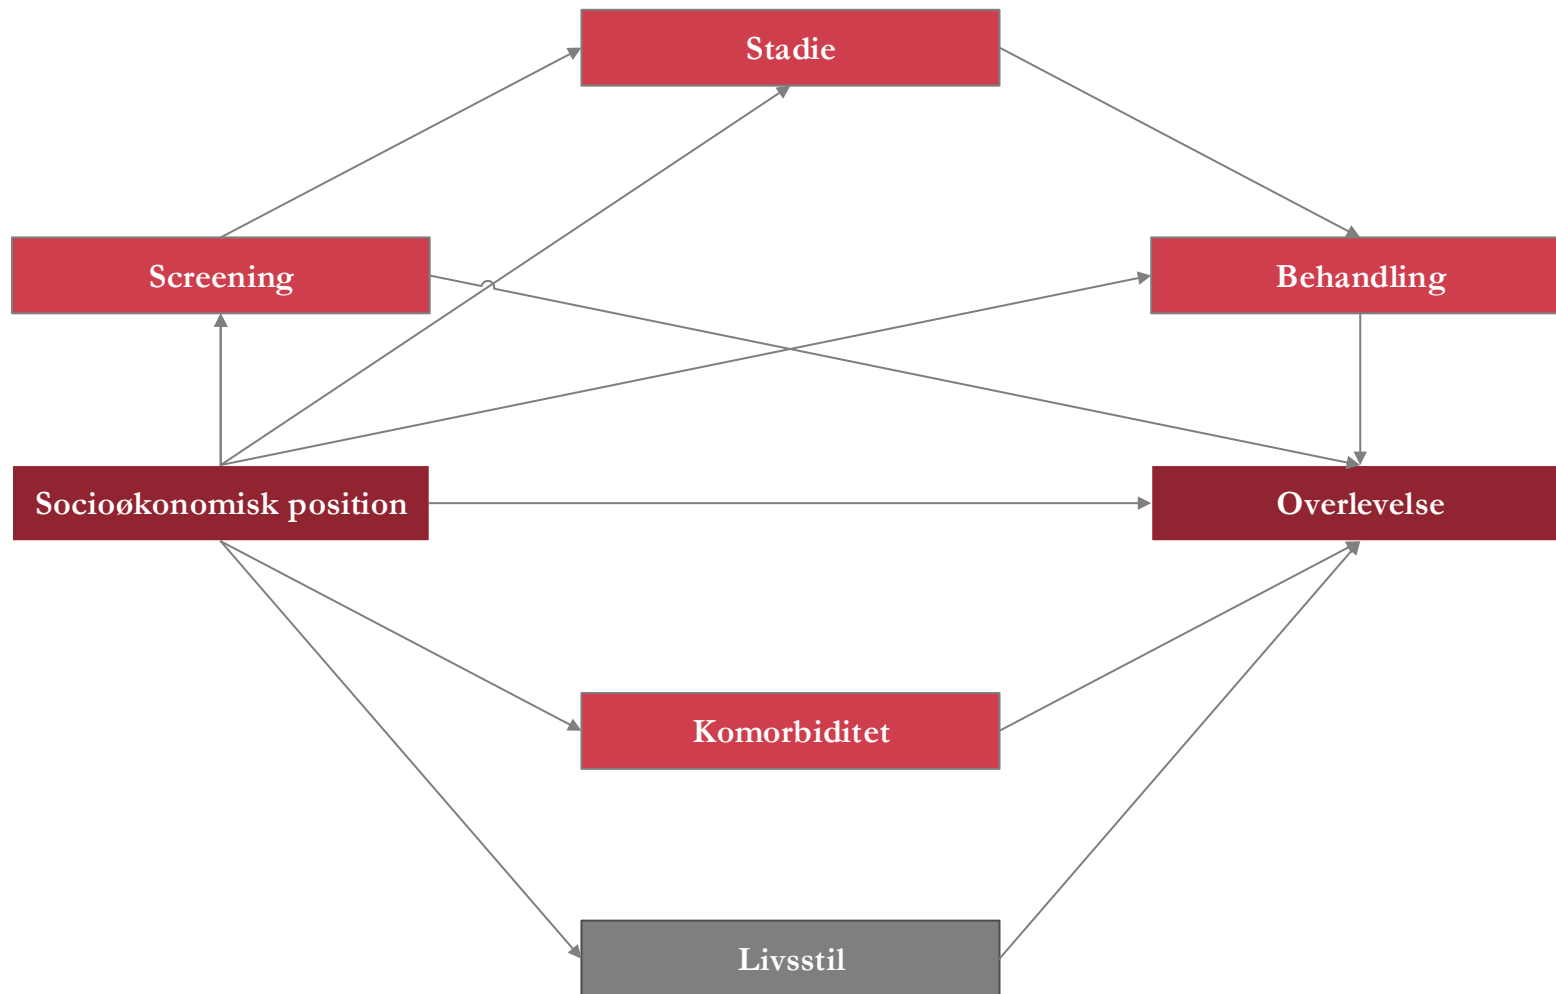 Stadie
Screening
Behandling
Socioøkonomisk position
Overlevelse
Komorbiditet
Livsstil